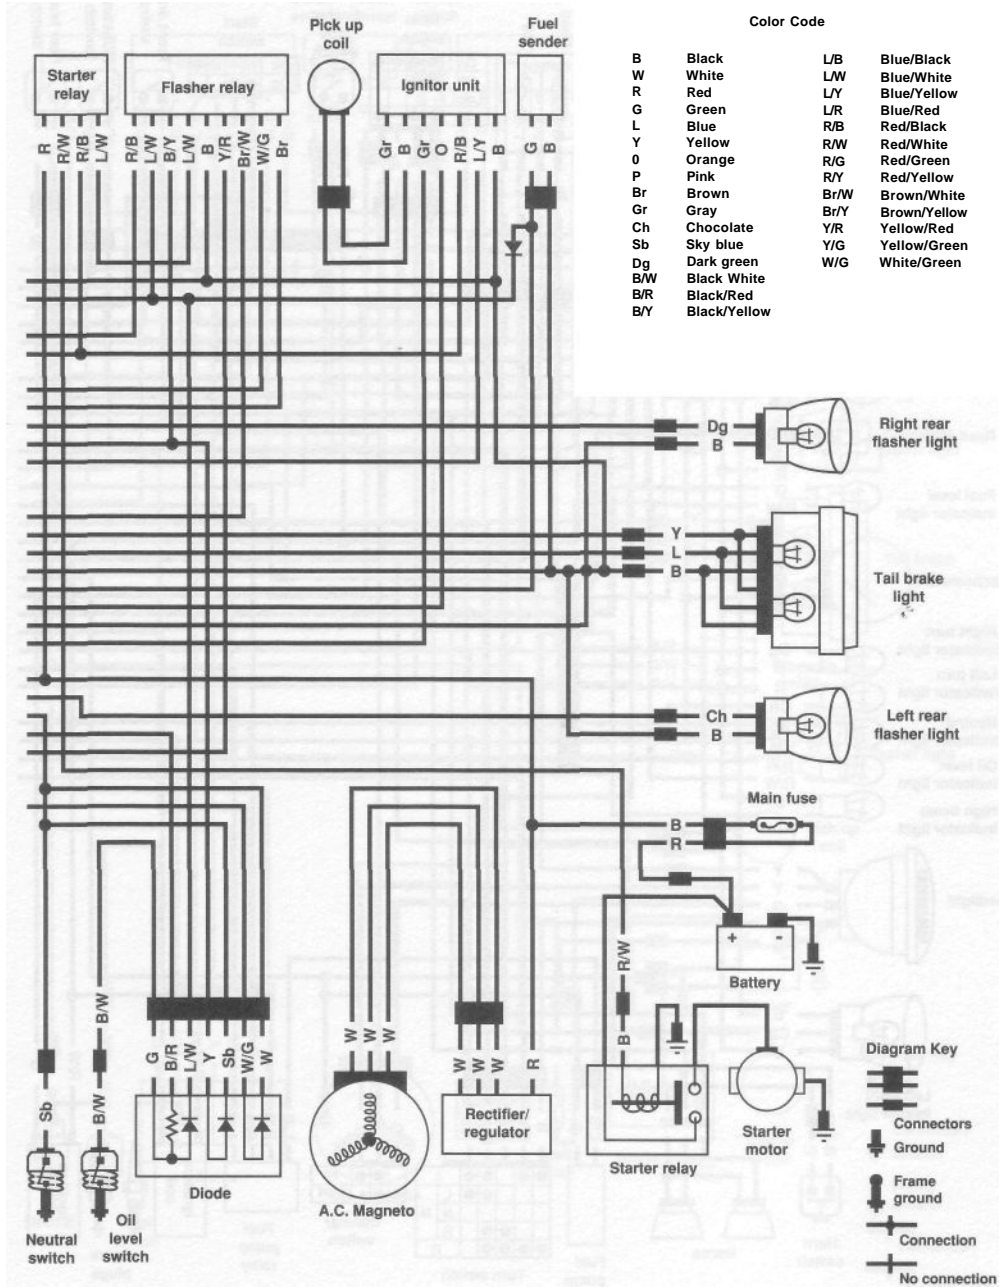 Color Code
B Black
W White
R Red
G Green
L Blue
Y Yellow
0 Orange
P Pink
Br Brown
Gr Gray
Ch Chocolate
Sb Sky blue
Dg Dark green
B/W Black White
B/R Black/Red
B/Y Black/Yellow
L/B Blue/Black
L/W Blue/White
L/Y Blue/Yellow
L/R Blue/Red
R/B Red/Black
R/W Red/White
R/G Red/Green
R/Y Red/Yellow
Br/W Brown/White
Br/Y Brown/Yellow
Y/R Yellow/Red
Y/G Yellow/Green
W/G White/Green
Starter
relay
R R/W R/B L/W
Flasher relay
R/B L/W B/Y B Y/R Br/W W/G Br
Pick up
coil
Ignitor unit
Gr B Gr O R/B L/Y B
Fuel
sender
G B
Dg
B
Right rear
flasher light
Y
L
B
Tail brake
light
Ch
B
Left rear
flasher light
Main fuse
B
R
+ -
Battery
R/W
B
Starter relay
Starter
motor
Sb
Neutral
switch
B/W
B/W
Oil
level
switch
G B/R L/W Y Sb W/G W
Diode
W W W
A.C. Magneto
W W W R
Rectifier/
regulator
Diagram Key
Connectors
Ground
Frame
ground
Connection
No connection